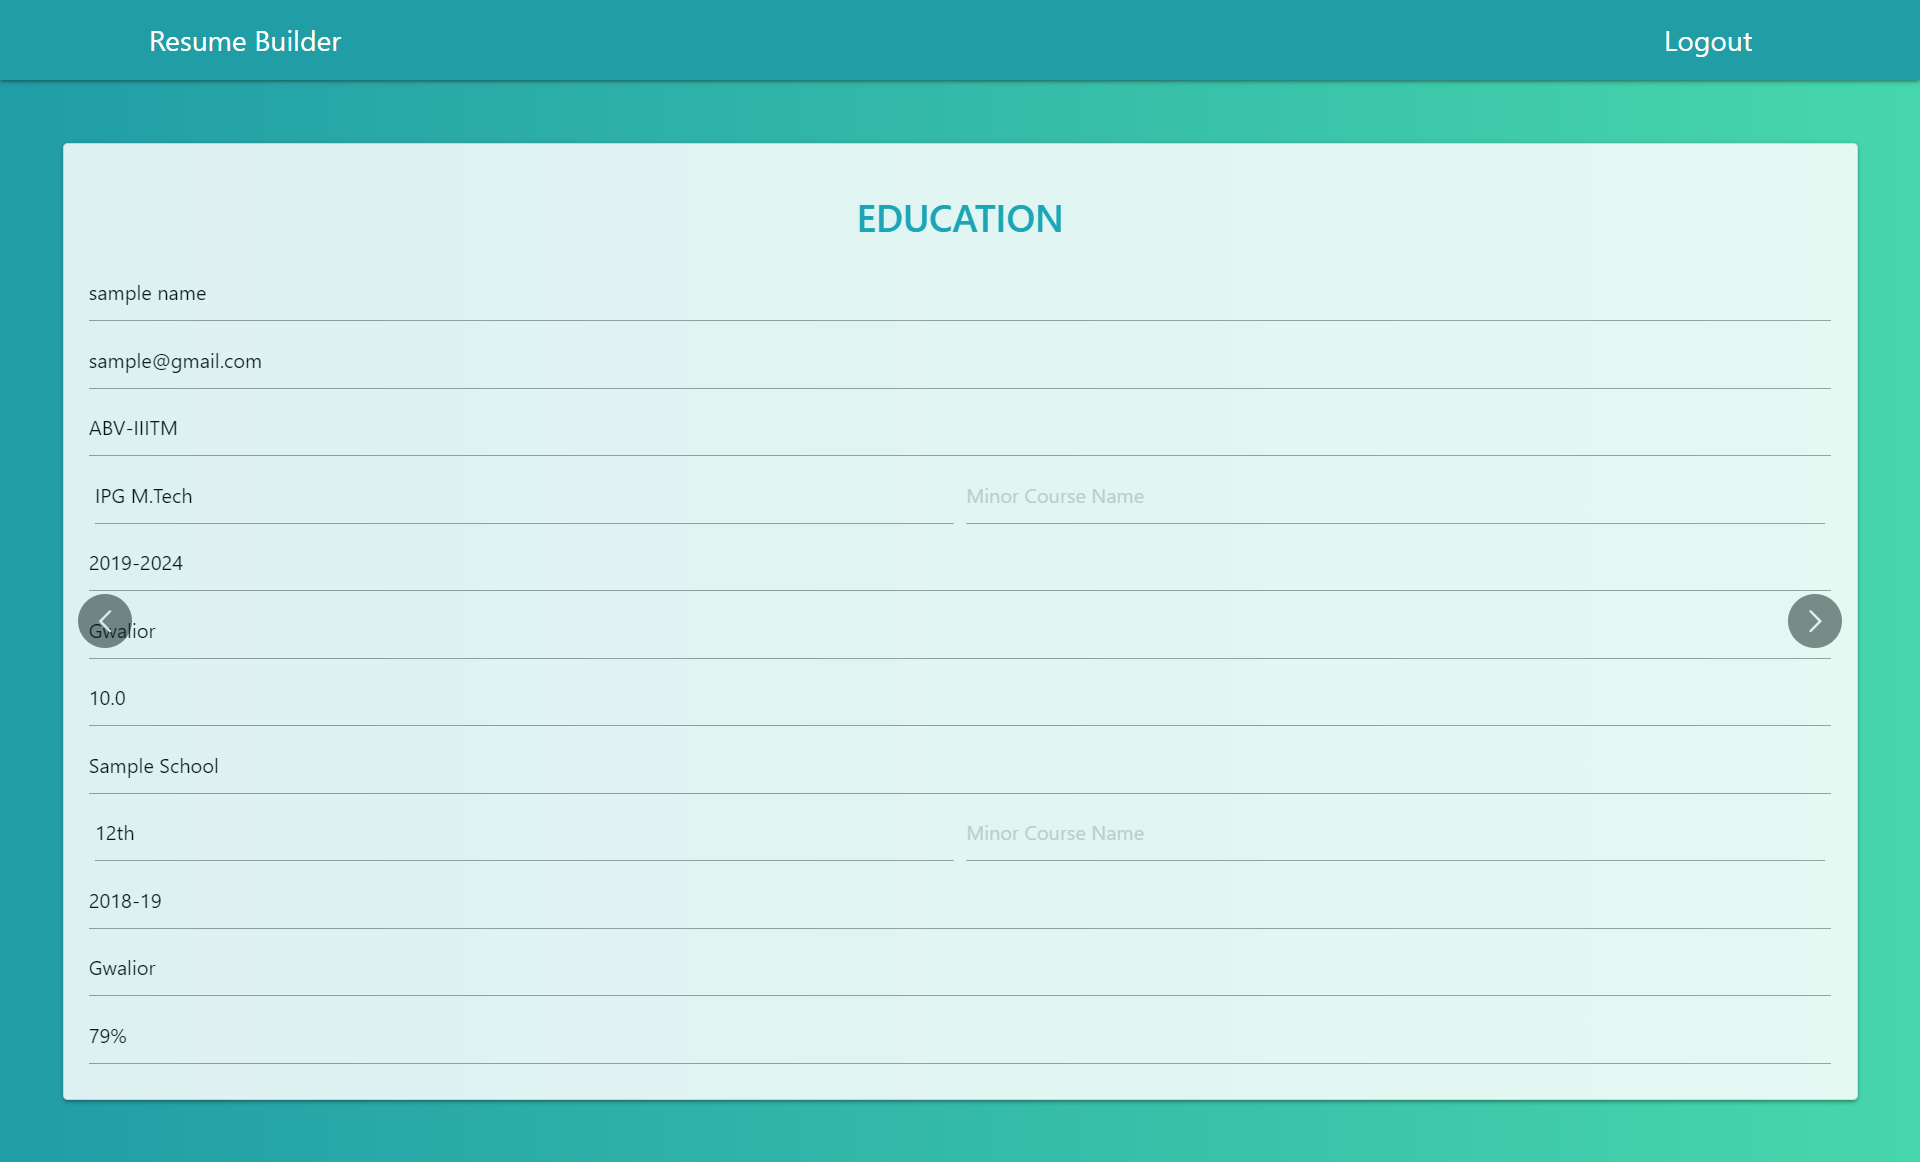 Resume Builder Logout
EDUCATION
sample name
sample@gmail.com
ABV-IIITM
IPG M.Tech Minor Course Name
2019-2024
Gwalior
10.0
Sample School
12th Minor Course Name
2018-19
Gwalior
79%